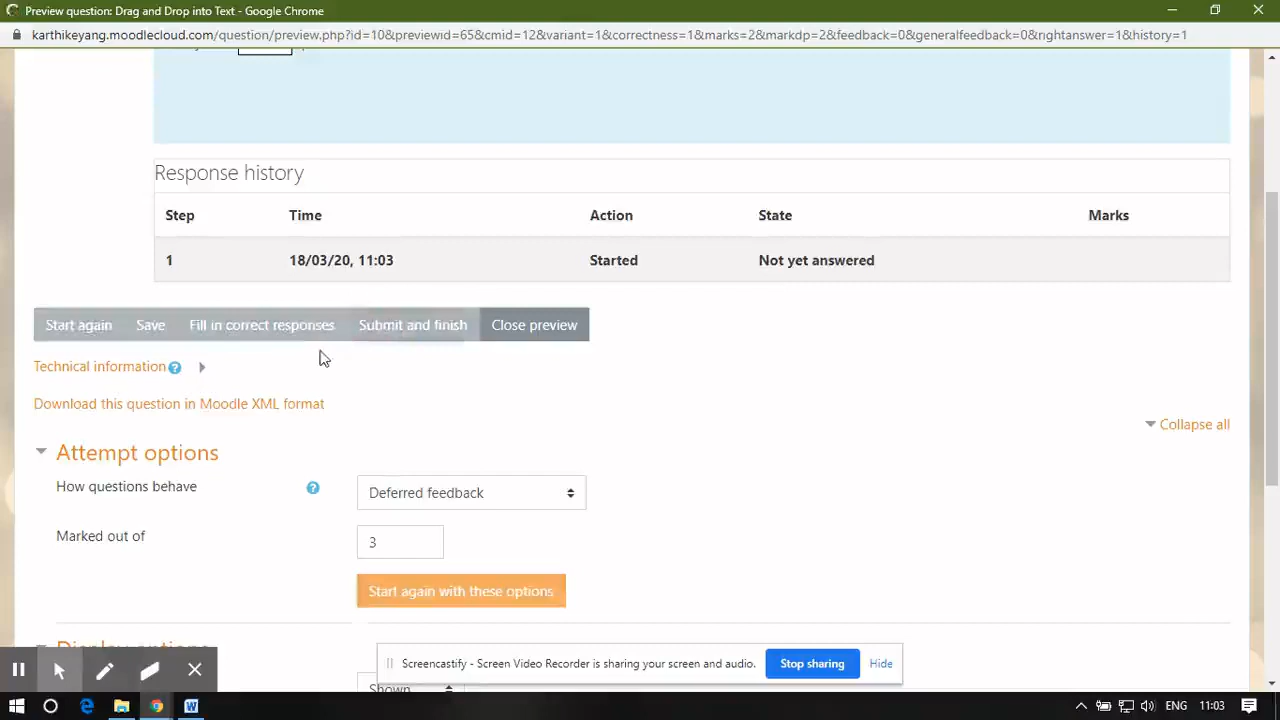 Preview question: Drag and Drop into Text - Google Chrome
karthikeyang.moodlecloud.com/question/preview.php?id=10&previewid=65&cmid=12&variant=1&correctness=1&marks=2&markdp=2&feedback=0&generalfeedback=0&rightanswer=1&history=1
Response history
Step Time Action State Marks
1 18/03/20, 11:03 Started Not yet answered
Start again Save Fill in correct responses Submit and finish Close preview
Technical information ?
Download this question in Moodle XML format
Collapse all
Attempt options
How questions behave ? Deferred feedback
Marked out of 3
Start again with these options
Display options
Screencastify - Screen Video Recorder is sharing your screen and audio. Stop sharing Hide
Shown
ENG 11:03